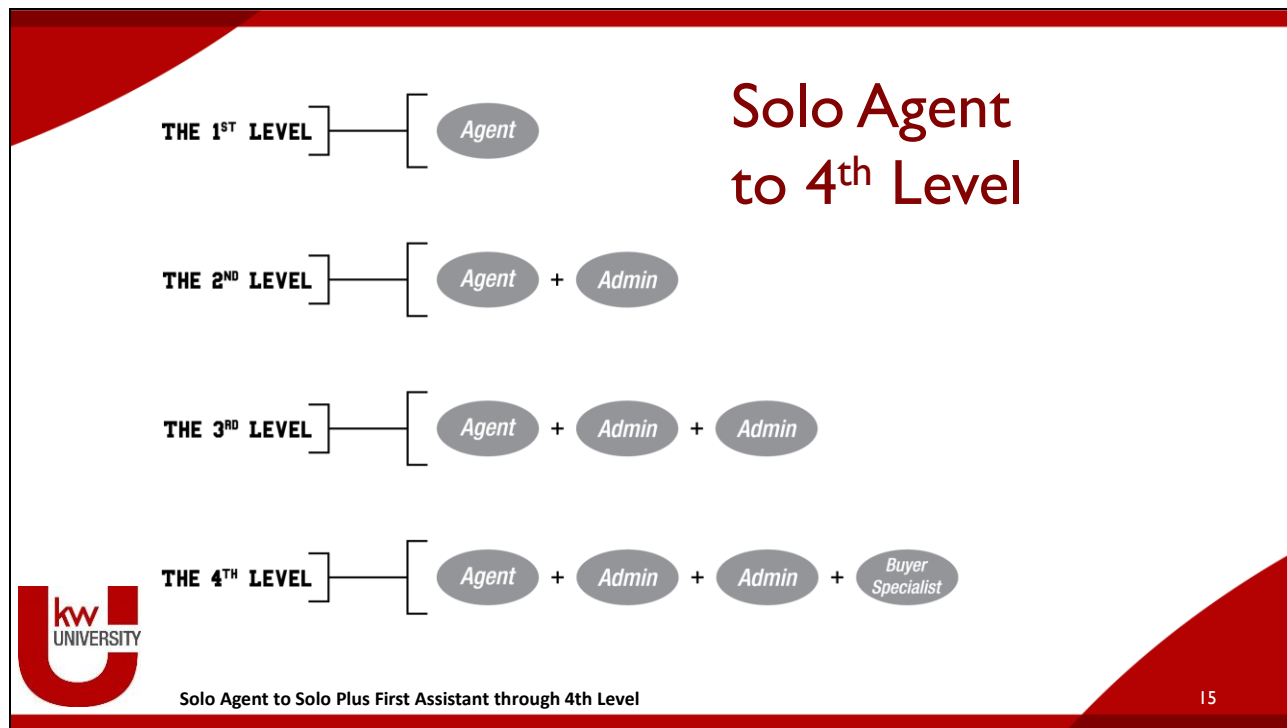 Solo Agent
to 4th Level
THE 1ST LEVEL Agent
THE 2ND LEVEL Agent + Admin
THE 3RD LEVEL Agent + Admin + Admin
THE 4TH LEVEL Agent + Admin + Admin + Buyer
Specialist
kw
UNIVERSITY
Solo Agent to Solo Plus First Assistant through 4th Level 15